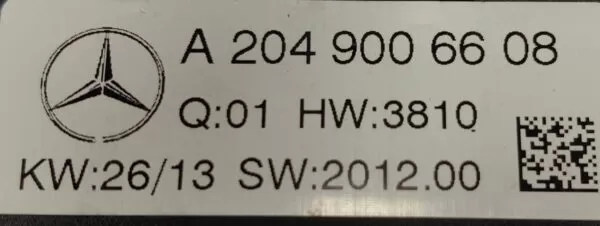 A 204 900 66 08
Q:01 HW:3810
KW:26/13 SW:2012.00